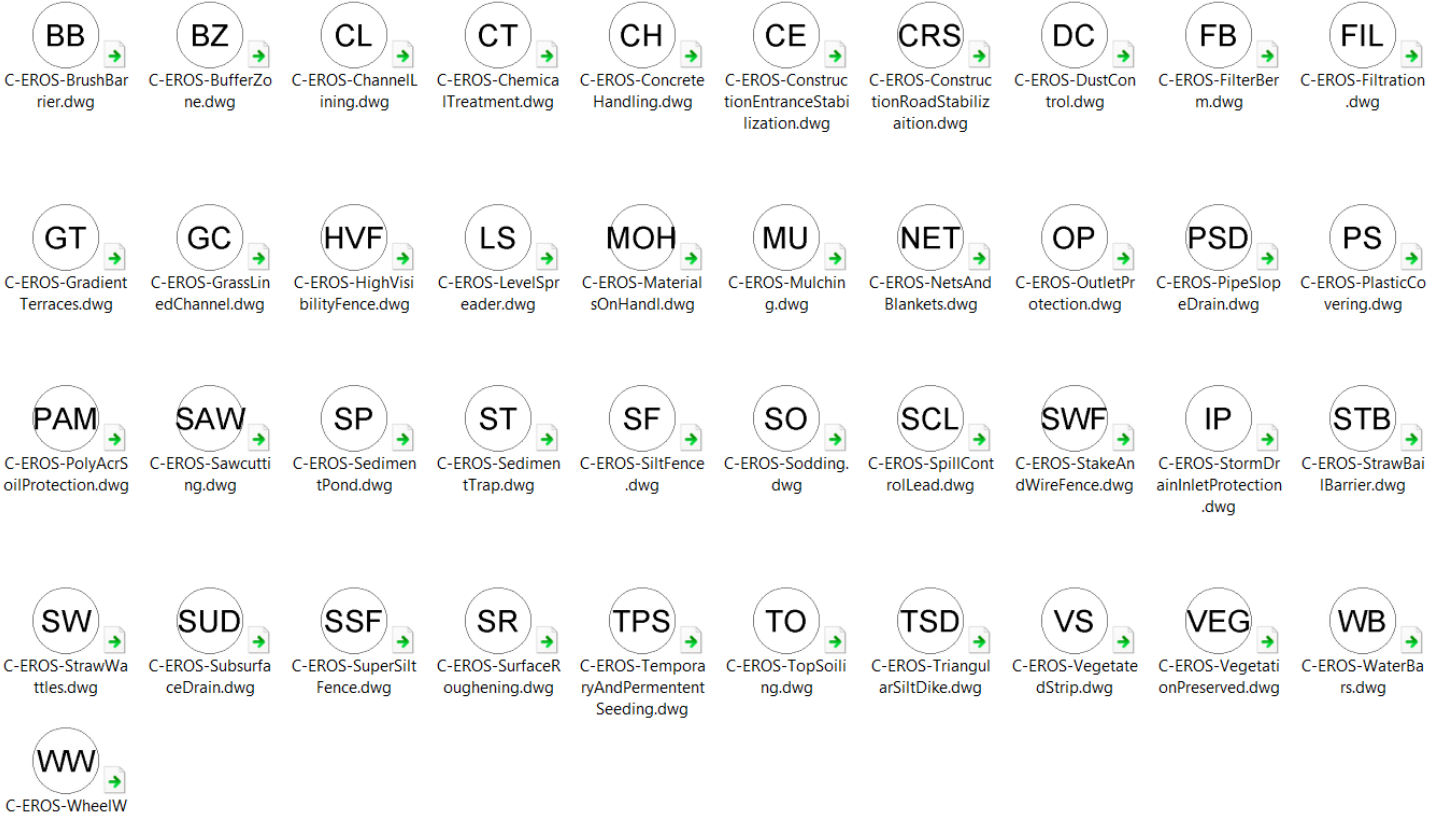 BB BZ CL CT CH CE CRS DC FB FIL
C-EROS-BrushBar C-EROS-BufferZo C-EROS-ChannelL C-EROS-Chemica C-EROS-Concrete C-EROS-Construc C-EROS-Construc C-EROS-DustCon C-EROS-FilterBer C-EROS-Filtration
rier.dwg ne.dwg ining.dwg lTreatment.dwg Handling.dwg tionEntranceStabi tionRoadStabiliz trol.dwg m.dwg .dwg
lization.dwg aition.dwg
GT GC HVF LS MOH MU NET OP PSD PS
C-EROS-Gradient C-EROS-GrassLin C-EROS-HighVisi C-EROS-LevelSpr C-EROS-Material C-EROS-Mulchin C-EROS-NetsAnd C-EROS-OutletPr C-EROS-PipeSlop C-EROS-PlasticCo
Terraces.dwg edChannel.dwg bilityFence.dwg eader.dwg sOnHandl.dwg g.dwg Blankets.dwg otection.dwg eDrain.dwg vering.dwg
PAM SAW SP ST SF SO SCL SWF IP STB
C-EROS-PolyAcrS C-EROS-Sawcutti C-EROS-Sedimen C-EROS-Sedimen C-EROS-SiltFence C-EROS-Sodding. C-EROS-SpillCont C-EROS-StakeAn C-EROS-StormDr C-EROS-StrawBai
oilProtection.dwg ng.dwg tPond.dwg tTrap.dwg .dwg dwg rolLead.dwg dWireFence.dwg ainInletProtection lBarrier.dwg
.dwg
SW SUD SSF SR TPS TO TSD VS VEG WB
C-EROS-StrawWa C-EROS-Subsurfa C-EROS-SuperSilt C-EROS-SurfaceR C-EROS-Tempora C-EROS-TopSoili C-EROS-Triangul C-EROS-Vegetate C-EROS-Vegetati C-EROS-WaterBa
ttles.dwg ceDrain.dwg Fence.dwg oughening.dwg ryAndPermentent ng.dwg arSiltDike.dwg dStrip.dwg onPreserved.dwg rs.dwg
Seeding.dwg
WW
C-EROS-WheelW